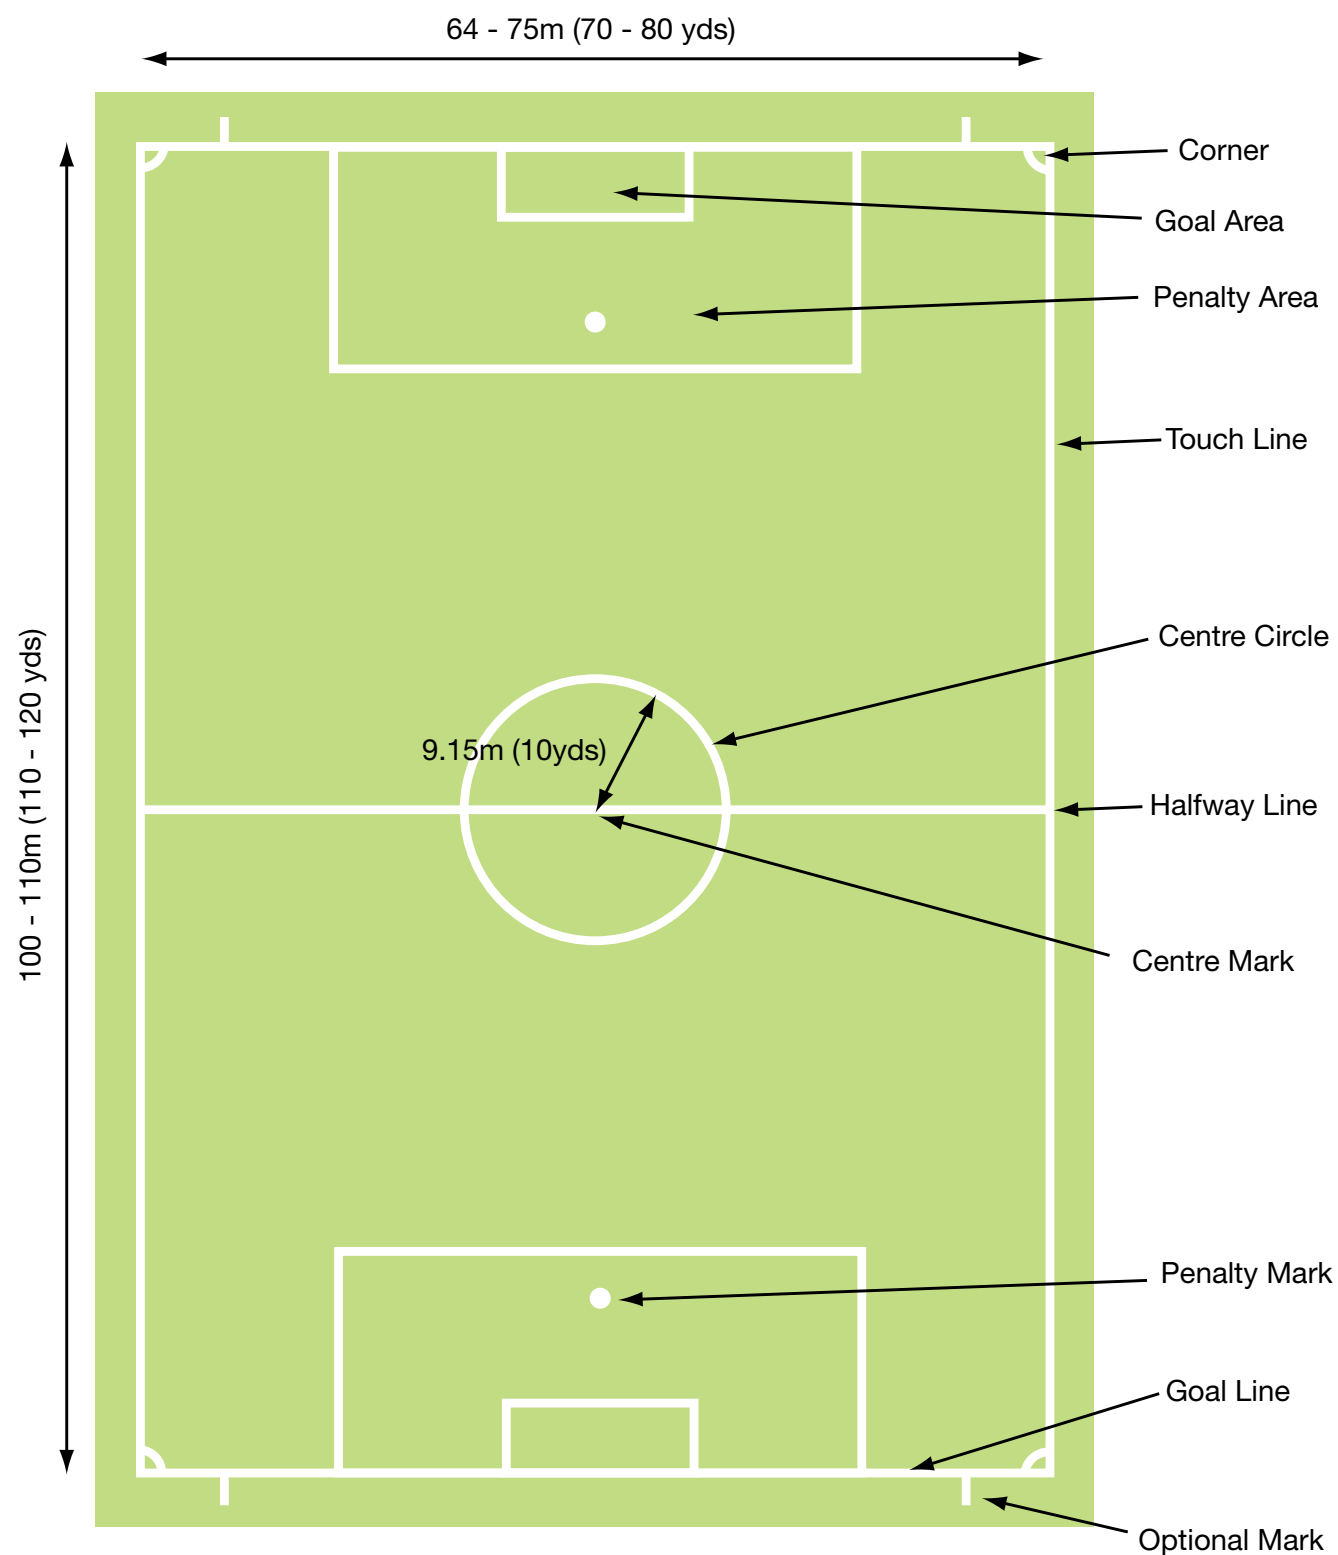 64 - 75m (70 - 80 yds)
Corner
Goal Area
Penalty Area
Touch Line
Centre Circle
100 - 110m (110 - 120 yds)
9.15m (10yds)
Halfway Line
Centre Mark
Penalty Mark
Goal Line
Optional Mark